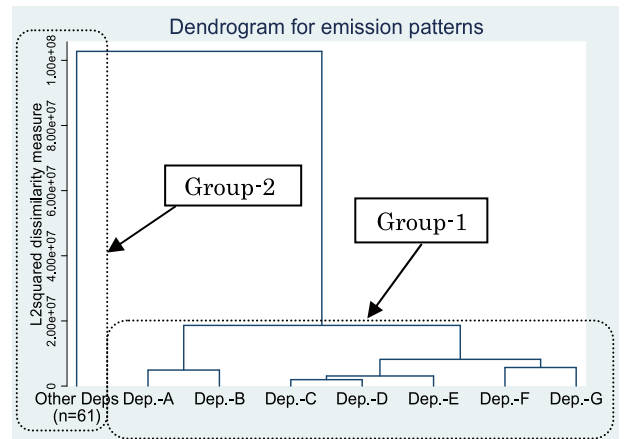 Dendrogram for emission patterns
L2squared dissimilarity measure
1.00e+08
8.00e+07
6.00e+07
4.00e+07
2.00e+07
0
Group-2
Group-1
Other Deps Dep.-A Dep.-B Dep.-C Dep.-D Dep.-E Dep.-F Dep.-G
(n=61)